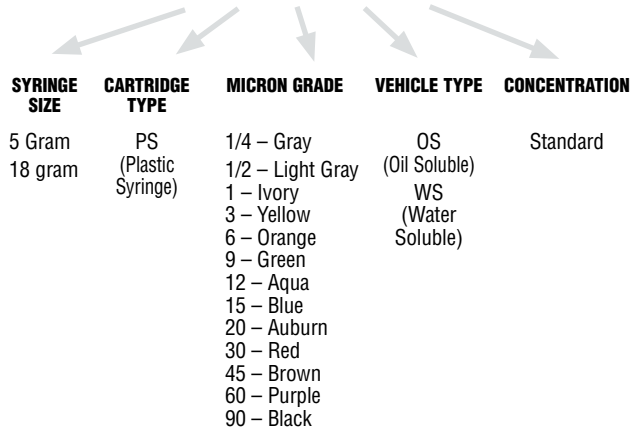 SYRINGE
SIZE
5 Gram
18 gram
CARTRIDGE
TYPE
PS
(Plastic
Syringe)
MICRON GRADE
1/4 – Gray
1/2 – Light Gray
1 – Ivory
3 – Yellow
6 – Orange
9 – Green
12 – Aqua
15 – Blue
20 – Auburn
30 – Red
45 – Brown
60 – Purple
90 – Black
VEHICLE TYPE
OS
(Oil Soluble)
WS
(Water
Soluble)
CONCENTRATION
Standard